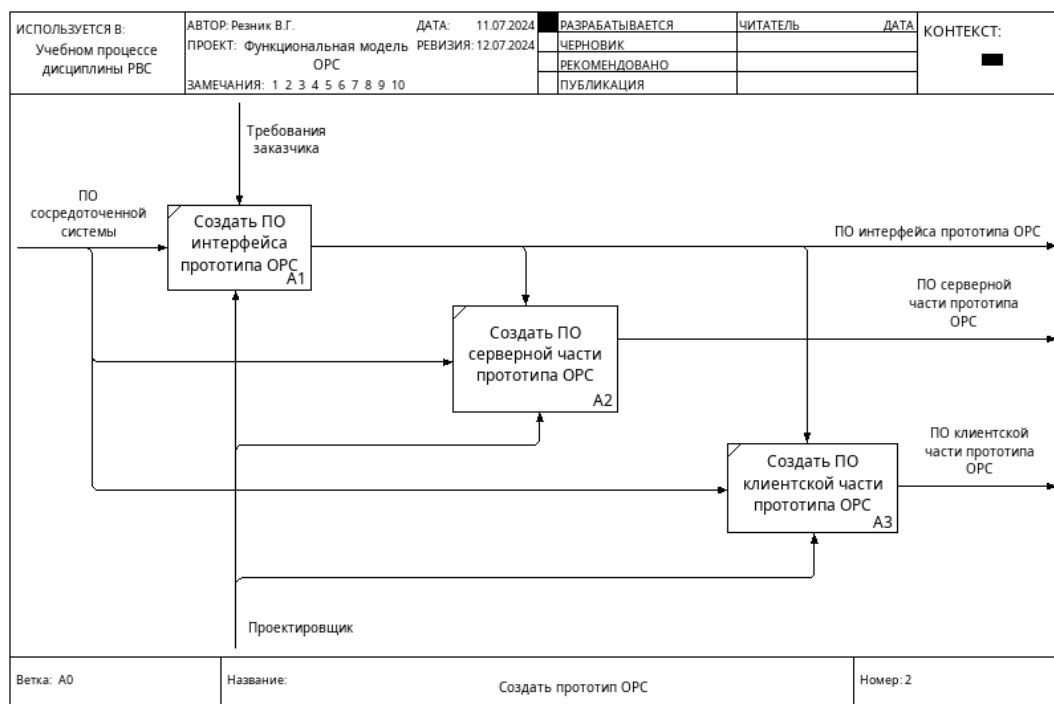 ИСПОЛЬЗУЕТСЯ В:
Учебном процессе
дисциплины РВС
АВТОР: Резник В.Г.
ДАТА: 11.07.2024
ПРОЕКТ: Функциональная модель
ОРС
РЕВИЗИЯ: 12.07.2024
ЗАМЕЧАНИЯ: 1 2 3 4 5 6 7 8 9 10
РАЗРАБАТЫВАЕТСЯ
ЧЕРНОВИК
РЕКОМЕНДОВАНО
ПУБЛИКАЦИЯ
ЧИТАТЕЛЬ
ДАТА
КОНТЕКСТ:
Требования
заказчика
ПО
сосредоточенной
системы
Создать ПО
интерфейса
прототипа ОРС
A1
ПО интерфейса прототипа ОРС
ПО серверной
части прототипа
ОРС
Создать ПО
серверной части
прототипа ОРС
A2
ПО клиентской
части прототипа
ОРС
Создать ПО
клиентской части
прототипа ОРС
A3
Проектировщик
Ветка: A0
Название:
Создать прототип ОРС
Номер: 2